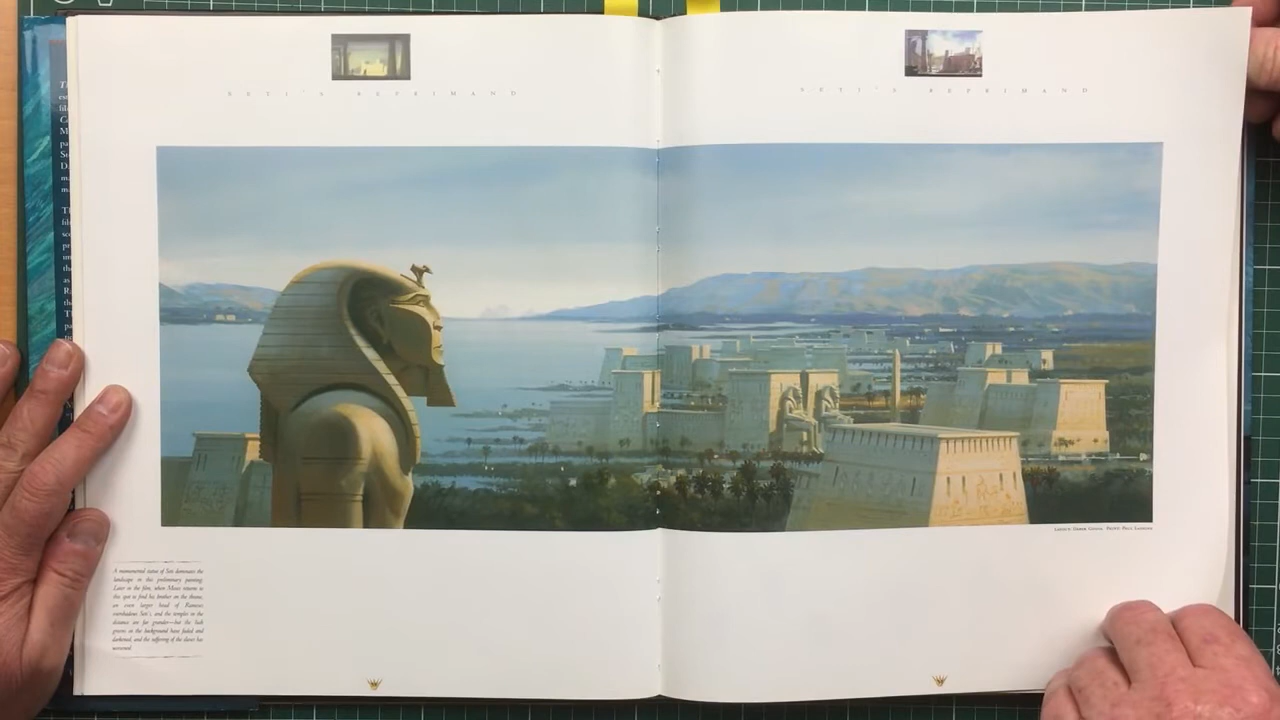 SETI'S REPRIMAND
SETI'S REPRIMAND
A monumental statue of Seti dominates the
landscape in this preliminary painting.
Later in the film, when Moses returns to
this spot to find his brother on the throne,
an even larger head of Rameses
overshadows Seti's, and the temples in the
distance are far grander—but the lush
greens in the background have faded and
darkened, and the suffering of the slaves has
worsened.